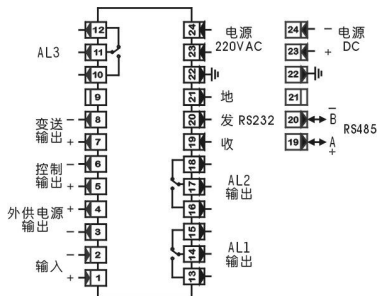 12
AL3 11
10
9
变送 - 8
输出 + 7
控制 - 6
输出 + 5
外供电源 + 4
输出 - 3
- 2
输入
+ 1
24 电源
23 220VAC
22
21 地
20 发 RS232
19 收
18
17 AL2
16 输出
15
14 AL1
13 输出
24 - 电源
23 + DC
22
21
20 B̅ RS485
19 A
+